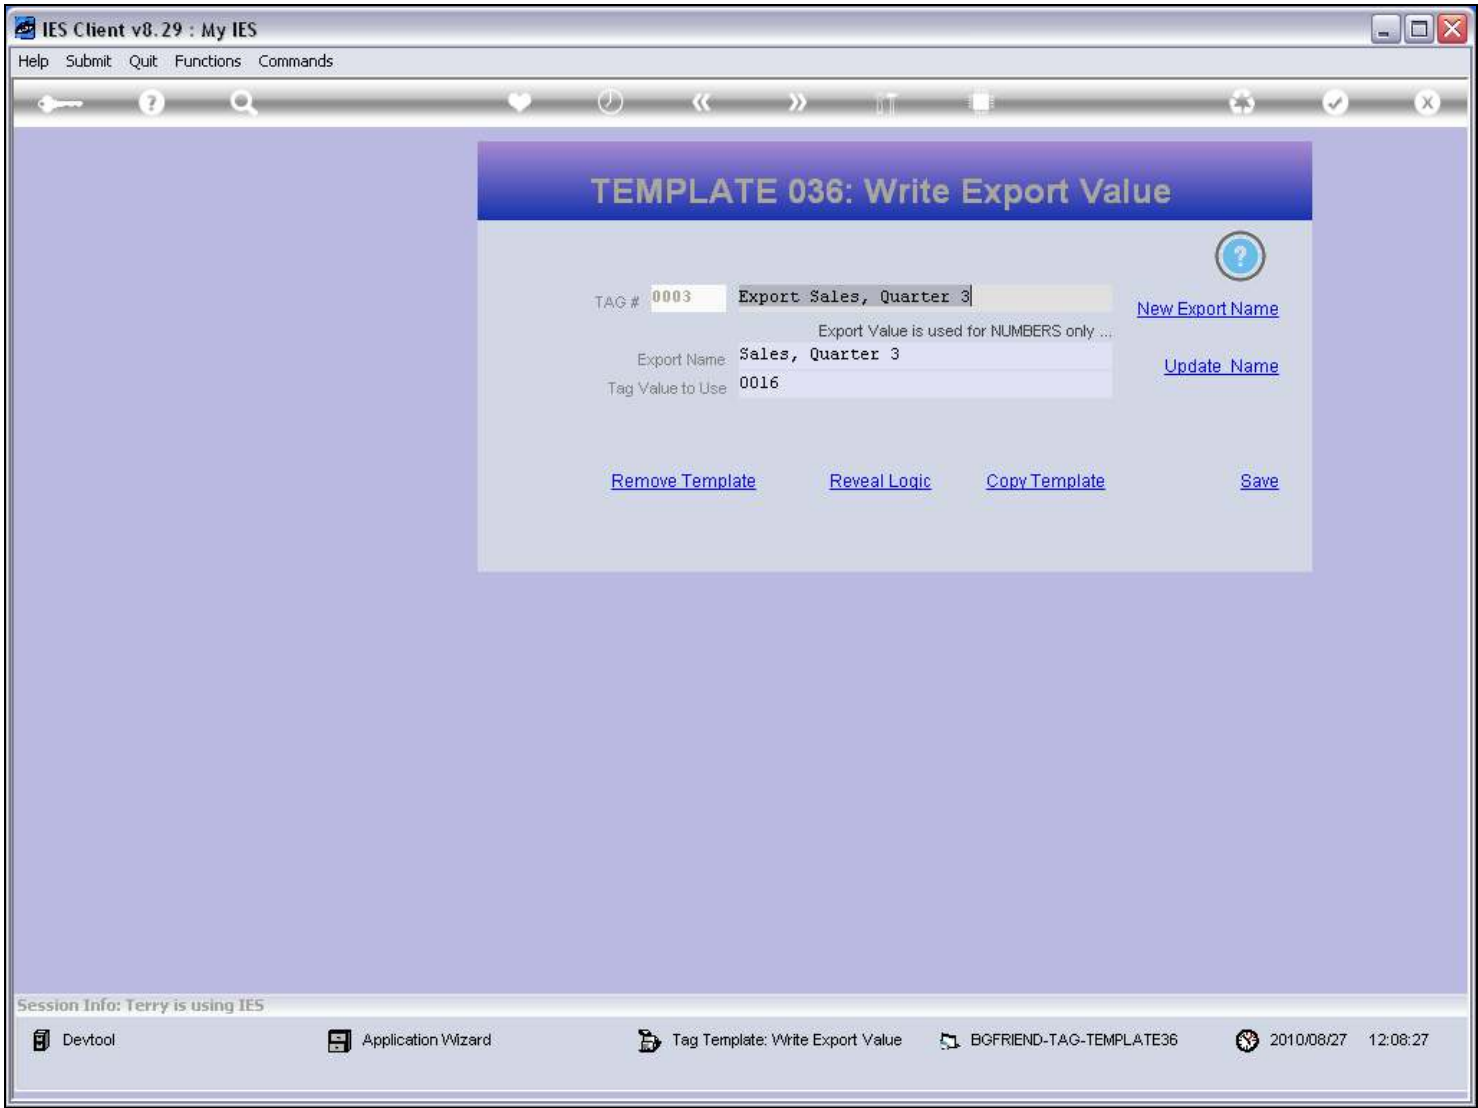 IES Client v8.29 : My IES
Help Submit Quit Functions Commands
TEMPLATE 036: Write Export Value
TAG # 0003 Export Sales, Quarter 3
New Export Name
Export Value is used for NUMBERS only ...
Export Name Sales, Quarter 3
Update Name
Tag Value to Use 0016
Remove Template Reveal Logic Copy Template Save
Session Info: Terry is using IES
Devtool Application Wizard Tag Template: Write Export Value BGFRIEND-TAG-TEMPLATE36 2010/08/27 12:08:27